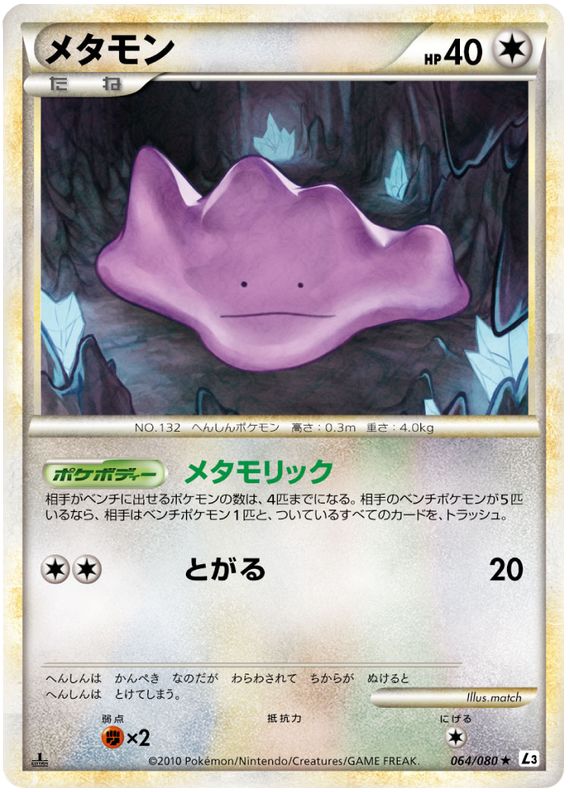 メタモン
HP40
たね
NO.132 へんしんポケモン 高さ：0.3m 重さ：4.0kg
ポケボディー メタモリック
相手がベンチに出せるポケモンの数は、4匹までになる。相手のベンチポケモンが5匹
いるなら、相手はベンチポケモン1匹と、ついているすべてのカードを、トラッシュ。
とがる 20
へんしんは かんぺき なのだが わらわされて ちからが ぬけると
へんしんは とけてしまう。
Illus.match
弱点 抵抗力 にげる
×2
©2010 Pokémon/Nintendo/Creatures/GAME FREAK.
064/080 ★ L3